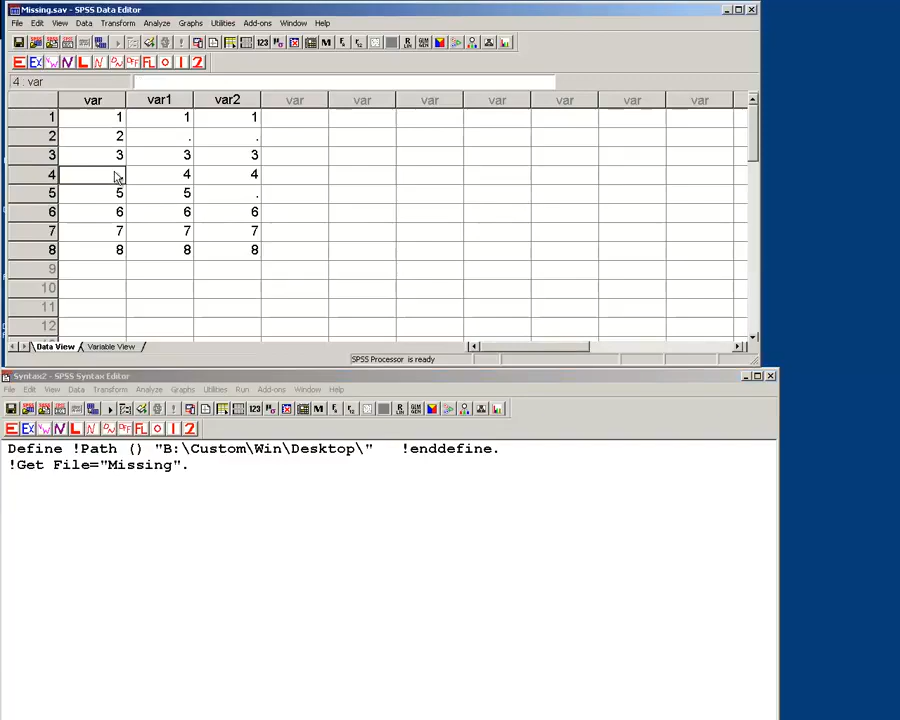 Missing.sav - SPSS Data Editor
File Edit View Data Transform Analyze Graphs Utilities Add-ons Window Help
4 : var
var var1 var2 var var var var var var var
1 1 1 1
2 2 . .
3 3 3 3
4 4 4
5 5 5 .
6 6 6 6
7 7 7 7
8 8 8 8
9
10
11
12
Data View Variable View
SPSS Processor is ready
Syntax2 - SPSS Syntax Editor
File Edit View Data Transform Analyze Graphs Utilities Run Add-ons Window Help
Define !Path () "B:\Custom\Win\Desktop\" !enddefine.
!Get File="Missing".